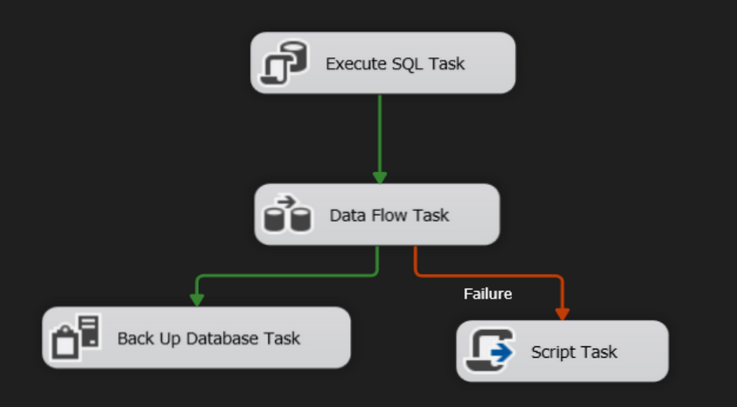 Execute SQL Task
Data Flow Task
Failure
Back Up Database Task
Script Task